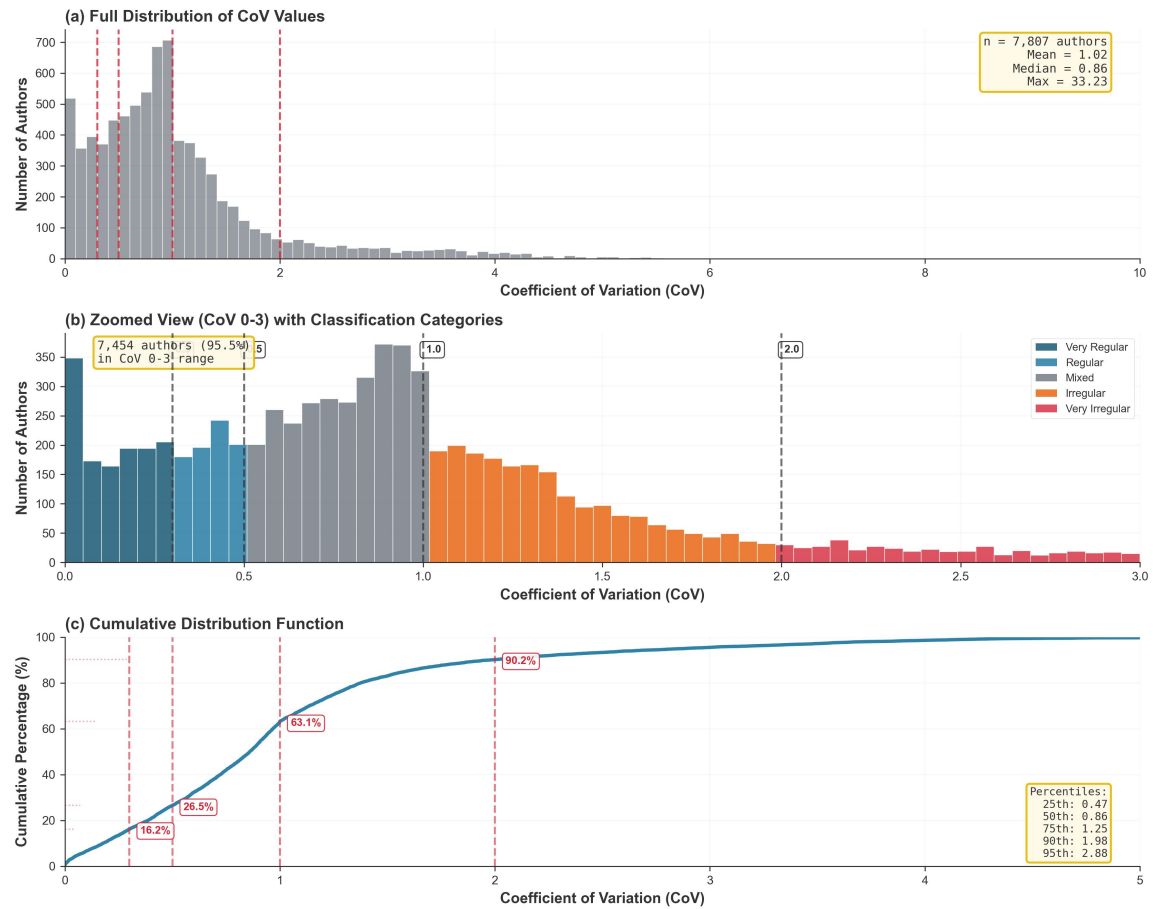 (a) Full Distribution of CoV Values
Number of Authors
700
600
500
400
300
200
100
0
n = 7,807 authors
Mean = 1.02
Median = 0.86
Max = 33.23
0 2 4 6 8 10
Coefficient of Variation (CoV)
(b) Zoomed View (CoV 0-3) with Classification Categories
Number of Authors
350
300
250
200
150
100
50
0
7,454 authors (95.5%)
in CoV 0-3 range
5
1.0
2.0
Very Regular
Regular
Mixed
Irregular
Very Irregular
0.0 0.5 1.0 1.5 2.0 2.5 3.0
Coefficient of Variation (CoV)
(c) Cumulative Distribution Function
Cumulative Percentage (%)
100
80
60
40
20
0
16.2%
26.5%
63.1%
90.2%
Percentiles:
25th: 0.47
50th: 0.86
75th: 1.25
90th: 1.98
95th: 2.88
0 1 2 3 4 5
Coefficient of Variation (CoV)